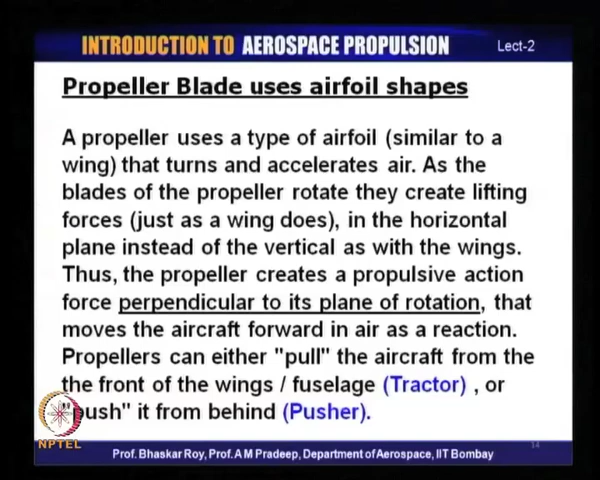 INTRODUCTION TO AEROSPACE PROPULSION
Lect-2
Propeller Blade uses airfoil shapes
A propeller uses a type of airfoil (similar to a
wing) that turns and accelerates air. As the
blades of the propeller rotate they create lifting
forces (just as a wing does), in the horizontal
plane instead of the vertical as with the wings.
Thus, the propeller creates a propulsive action
force perpendicular to its plane of rotation, that
moves the aircraft forward in air as a reaction.
Propellers can either "pull" the aircraft from the
the front of the wings / fuselage (Tractor) , or
"push" it from behind (Pusher).
NPTEL
14
Prof. Bhaskar Roy, Prof. A M Pradeep, Department of Aerospace, IIT Bombay